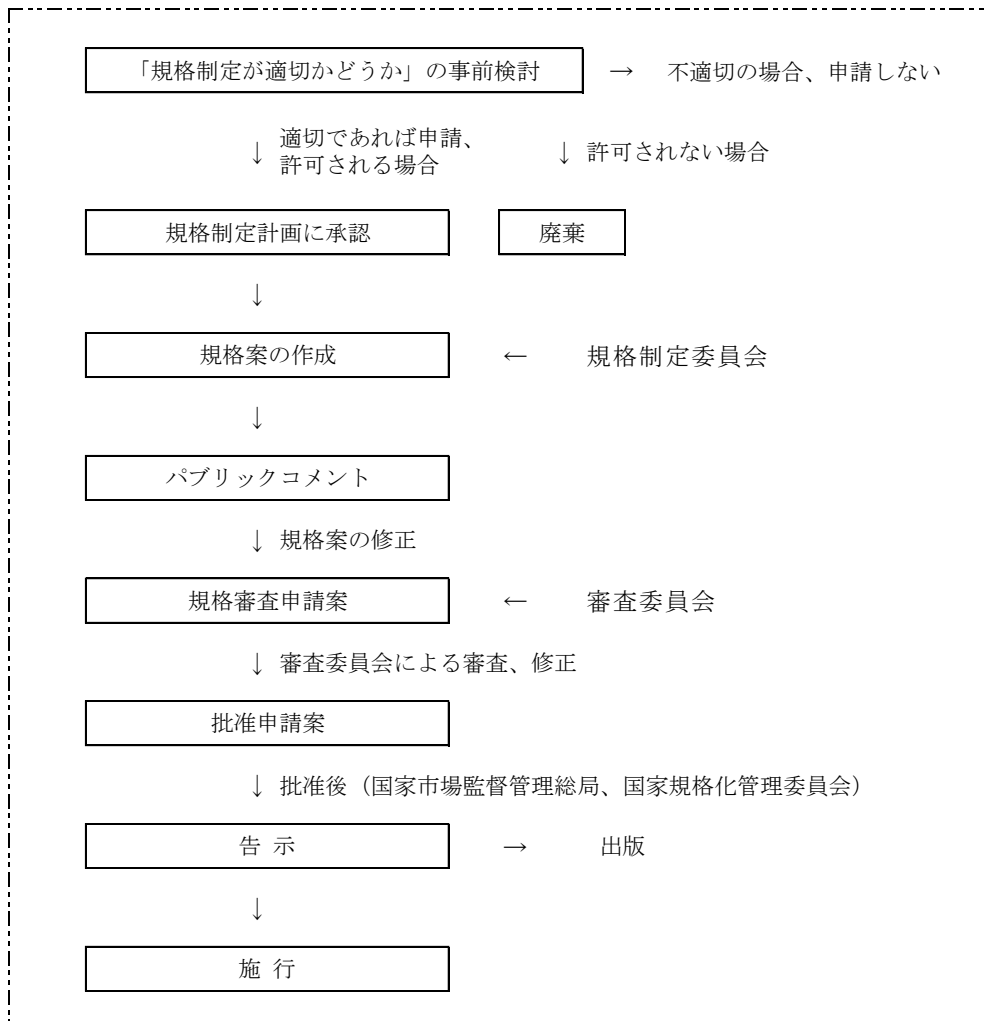 「規格制定が適切かどうか」の事前検討 → 不適切の場合、申請しない
↓ 適切であれば申請、
許可される場合
↓ 許可されない場合
規格制定計画に承認
廃棄
↓
規格案の作成 ← 規格制定委員会
↓
パブリックコメント
↓ 規格案の修正
規格審査申請案 ← 審査委員会
↓ 審査委員会による審査、修正
批准申請案
↓ 批准後（国家市場監督管理総局、国家規格化管理委員会）
告 示 → 出版
↓
施 行